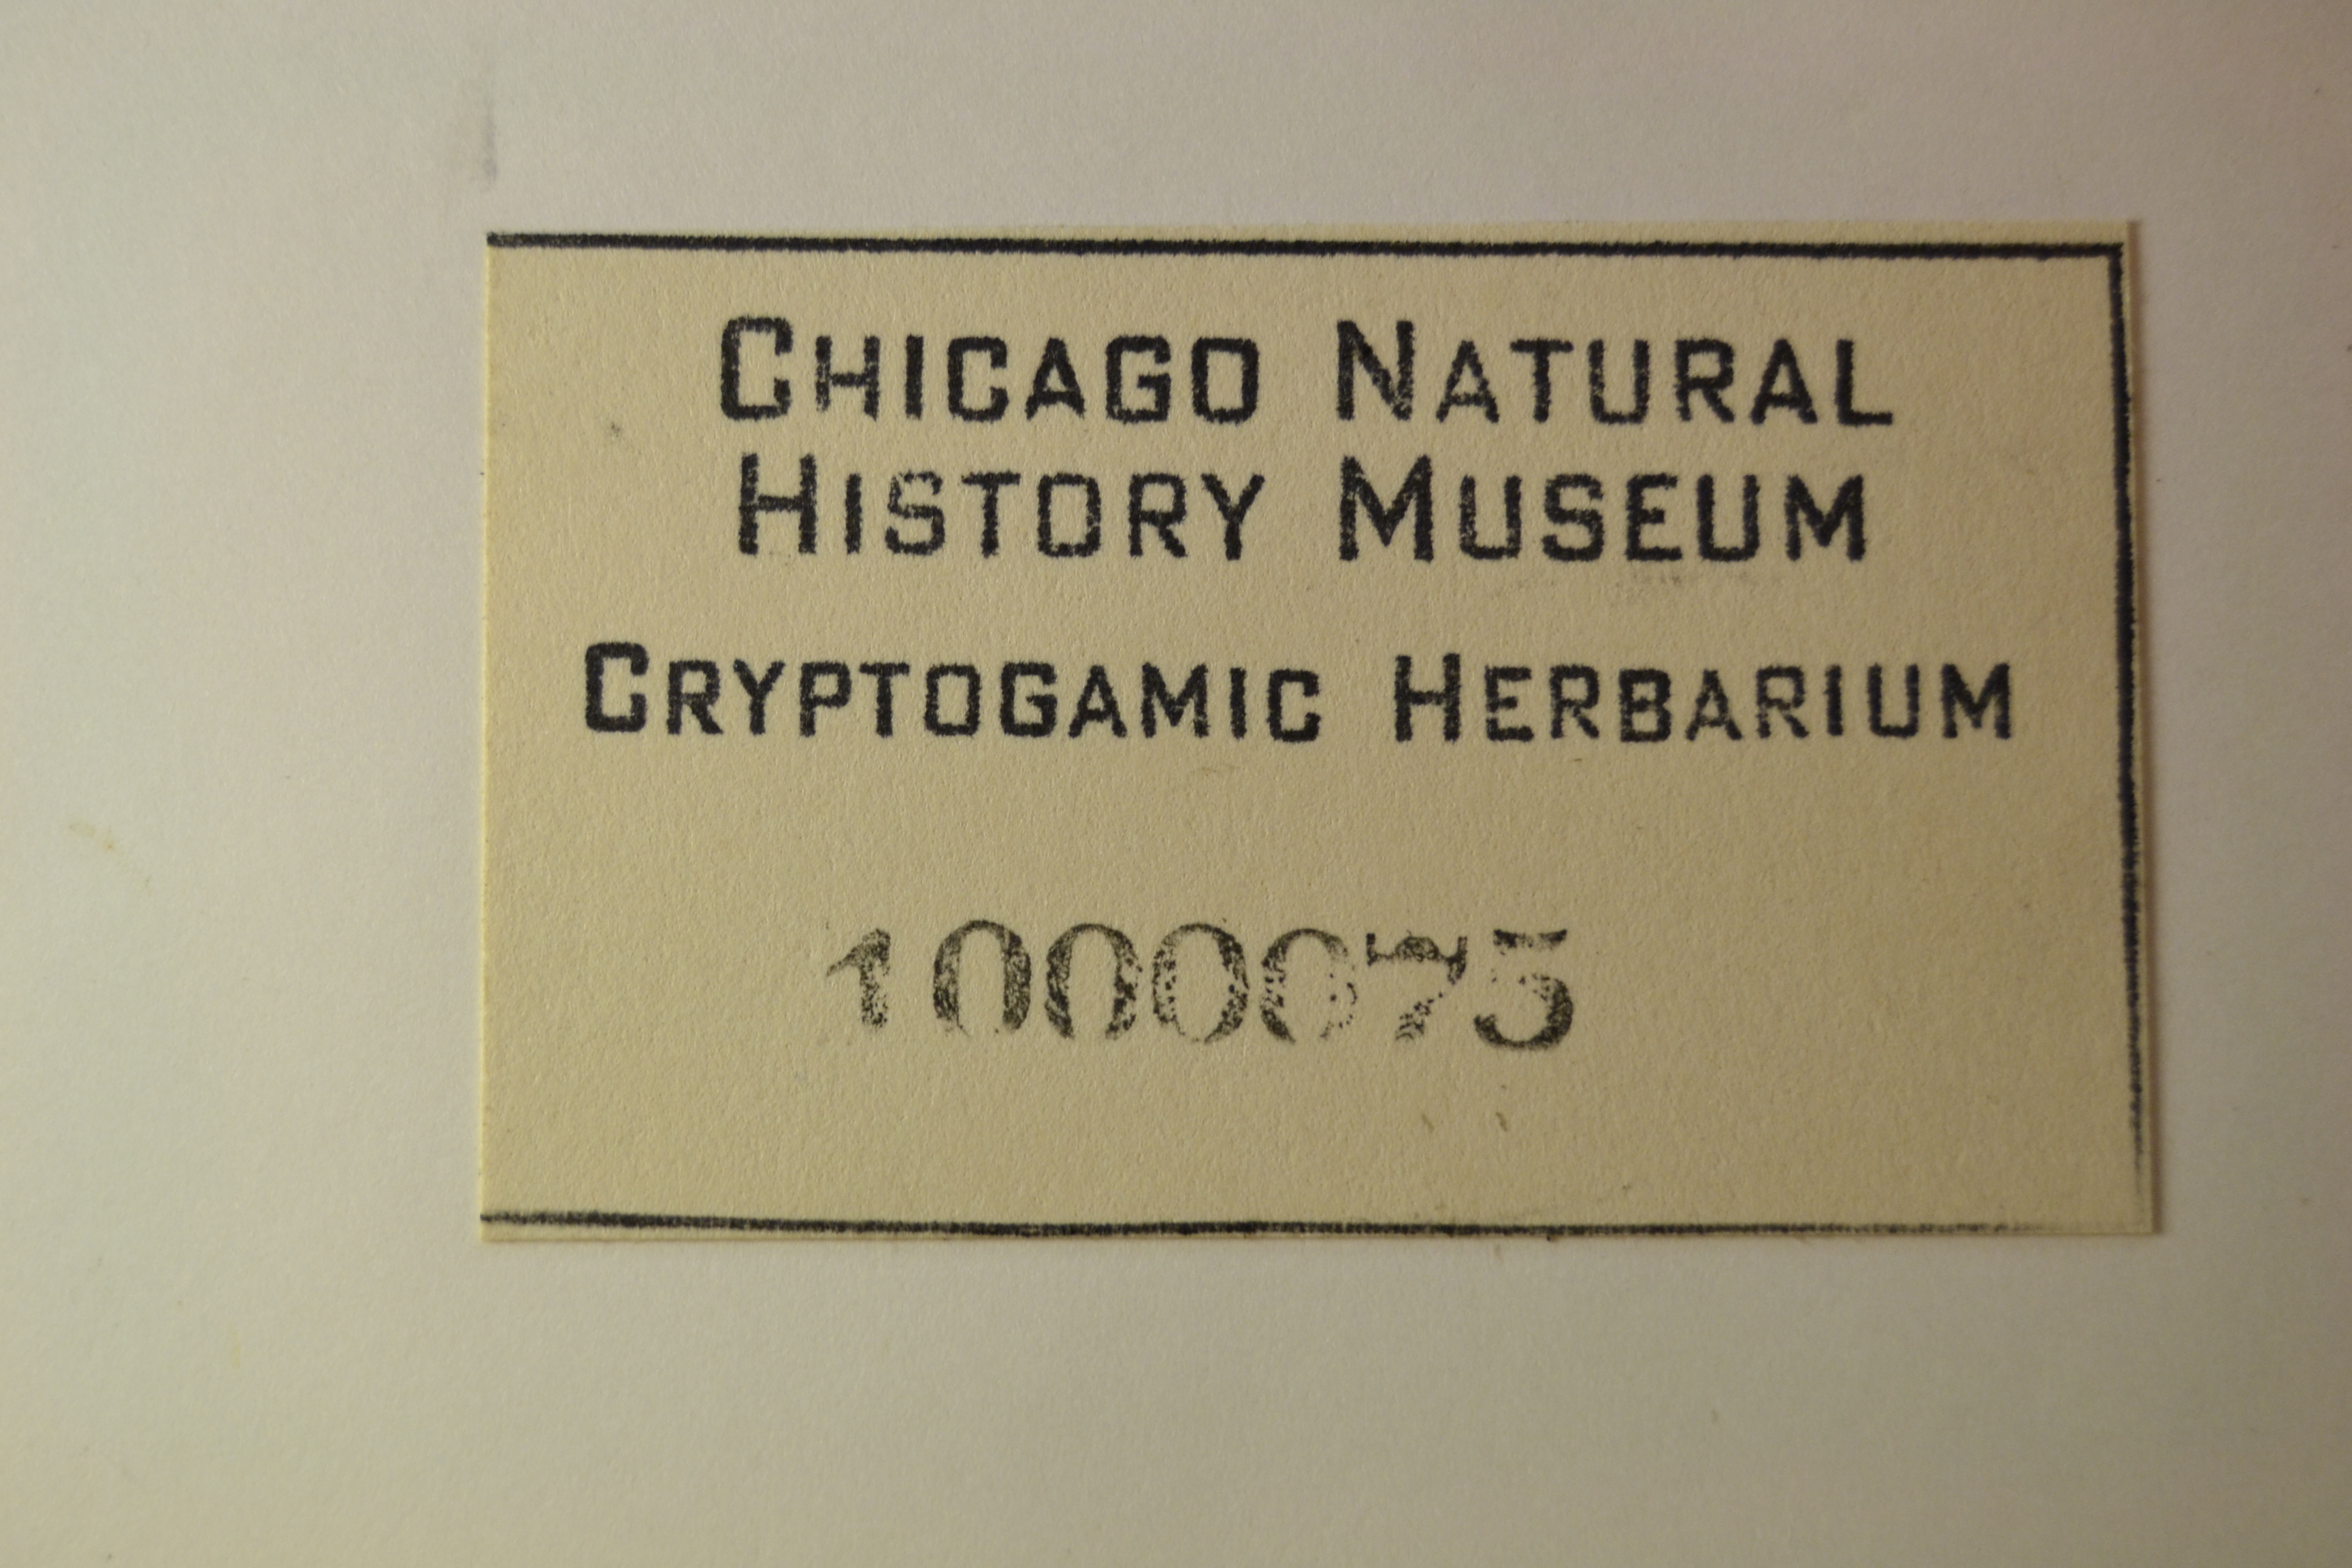 Chicago Natural
History Museum
Cryptogamic Herbarium
1000075